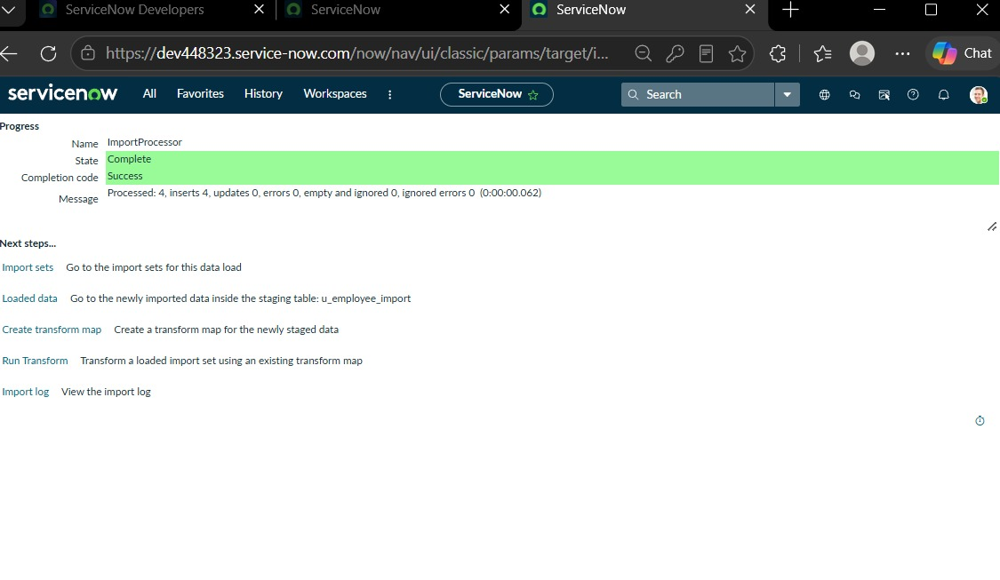 ServiceNow Developers
ServiceNow
ServiceNow
https://dev448323.service-now.com/now/nav/ui/classic/params/target/i...
Chat
servicenow
All Favorites History Workspaces
ServiceNow
Search
Progress
Name ImportProcessor
State Complete
Completion code Success
Message Processed: 4, inserts 4, updates 0, errors 0, empty and ignored 0, ignored errors 0 (0:00:00.062)
Next steps...
Import sets Go to the import sets for this data load
Loaded data Go to the newly imported data inside the staging table: u_employee_import
Create transform map Create a transform map for the newly staged data
Run Transform Transform a loaded import set using an existing transform map
Import log View the import log